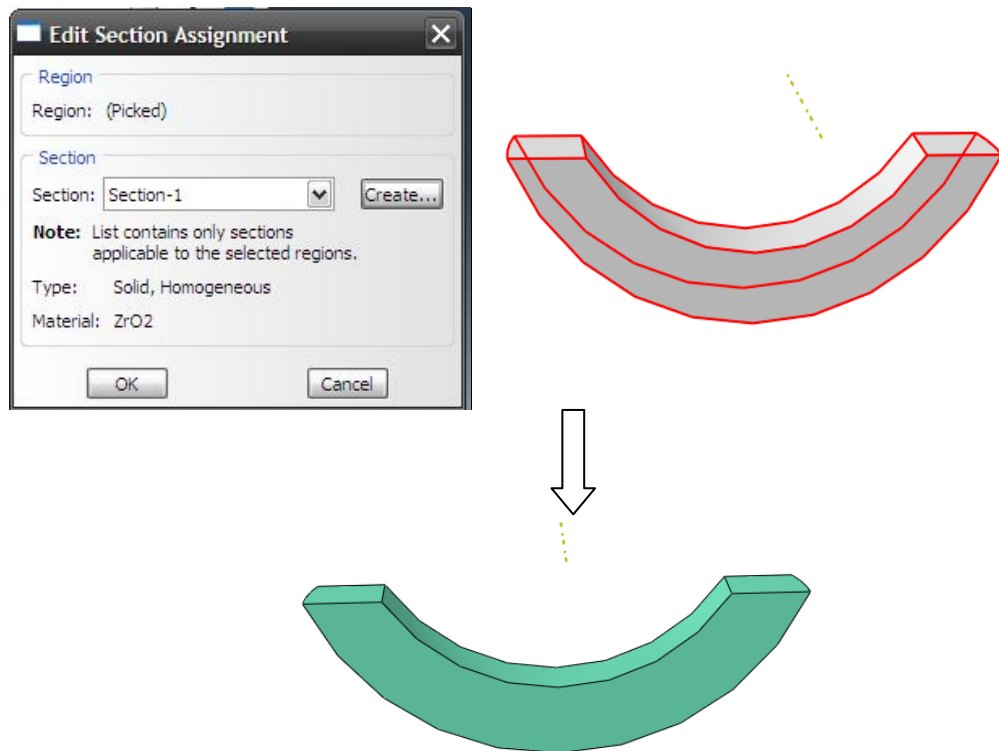 Edit Section Assignment
Region
Region: (Picked)
Section
Section: Section-1 Create...
Note: List contains only sections
applicable to the selected regions.
Type: Solid, Homogeneous
Material: ZrO2
OK Cancel